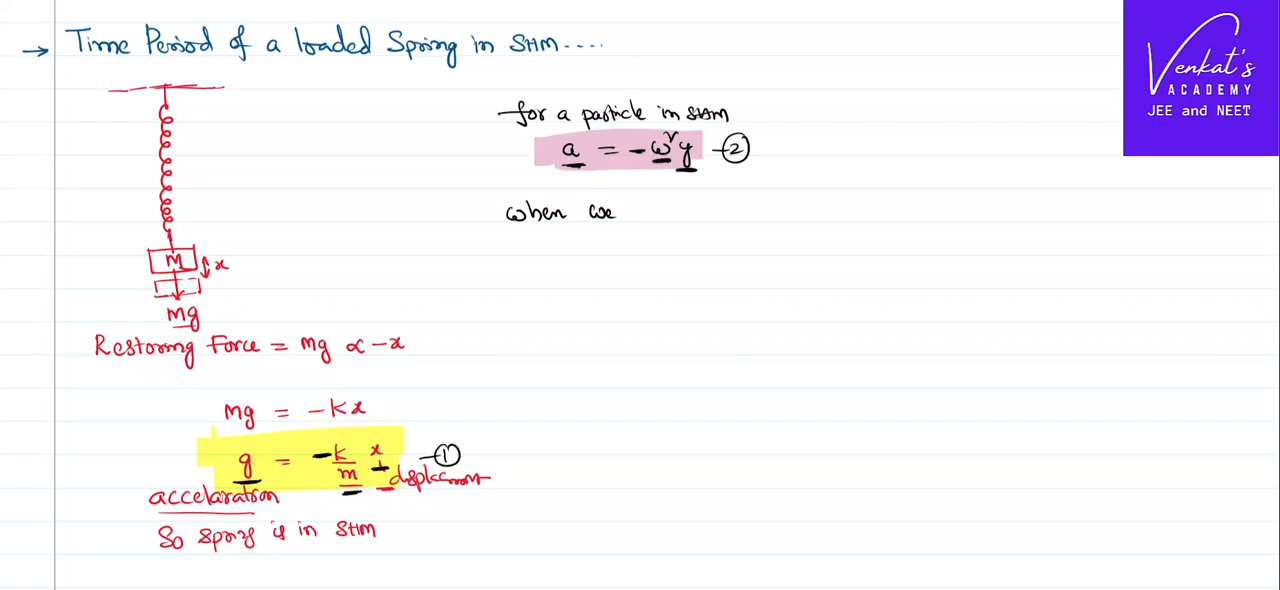 → Time Period of a loaded Spring in SHM....
Venkat's
ACADEMY
JEE and NEET
for a particle in SHM
a = -ω²y -②
when we
M
x
Mg
Restoring Force = Mg ∝ -x
Mg = -Kx
g = -k/m x -①
displacement
accelaration
So Spring is in SHM